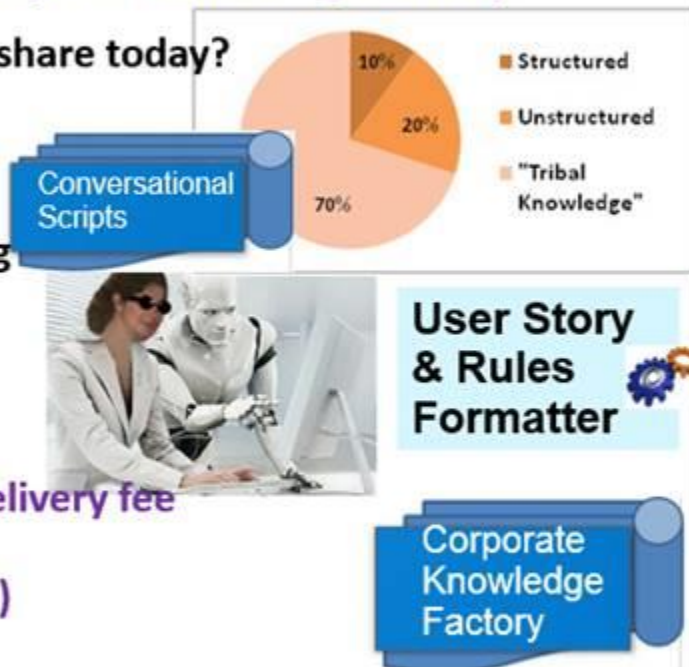 share today?
10%
20%
70%
Structured
Unstructured
"Tribal
Knowledge"
Conversational
Scripts
g
User Story
& Rules
Formatter
elivery fee
)
Corporate
Knowledge
Factory